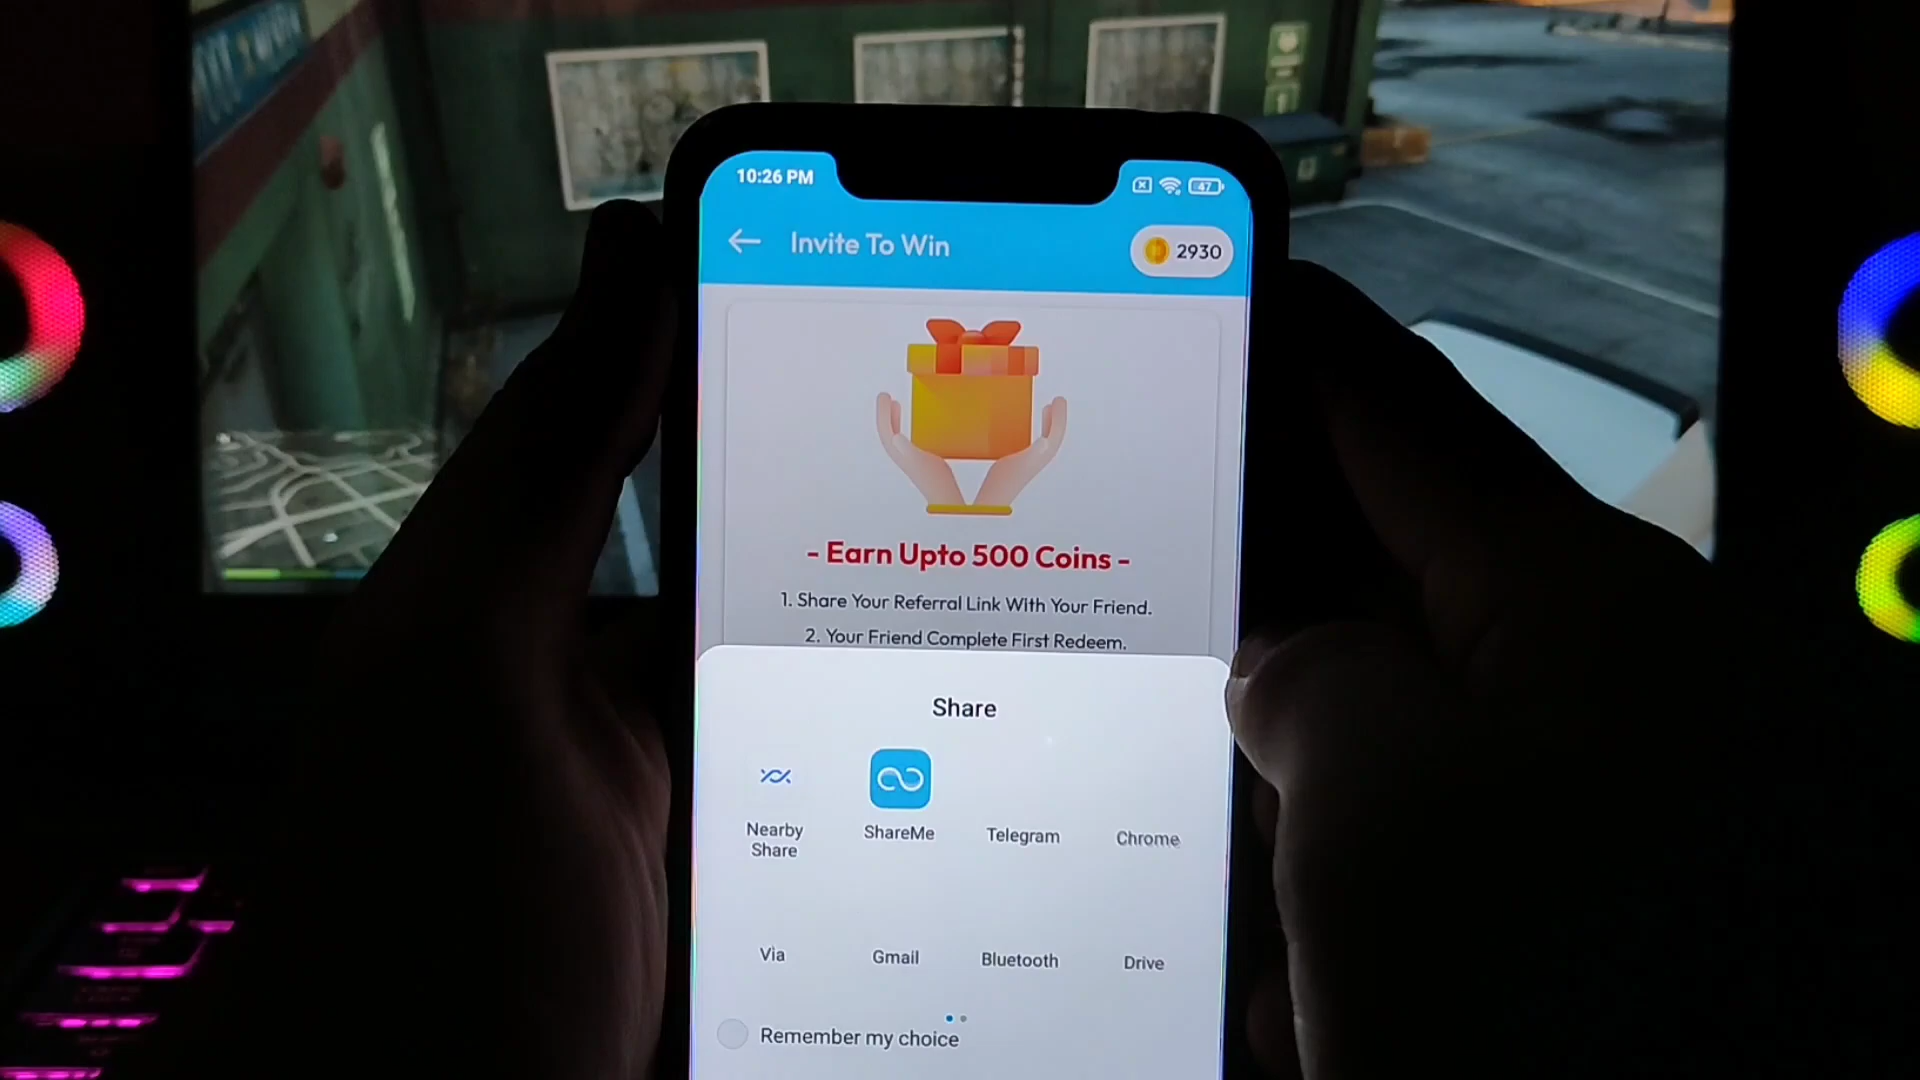 10:26 PM
47
Invite To Win
2930
- Earn Upto 500 Coins -
1. Share Your Referral Link With Your Friend.
2. Your Friend Complete First Redeem.
Share
Nearby Share
ShareMe
Telegram
Chrome
Via
Gmail
Bluetooth
Drive
Remember my choice